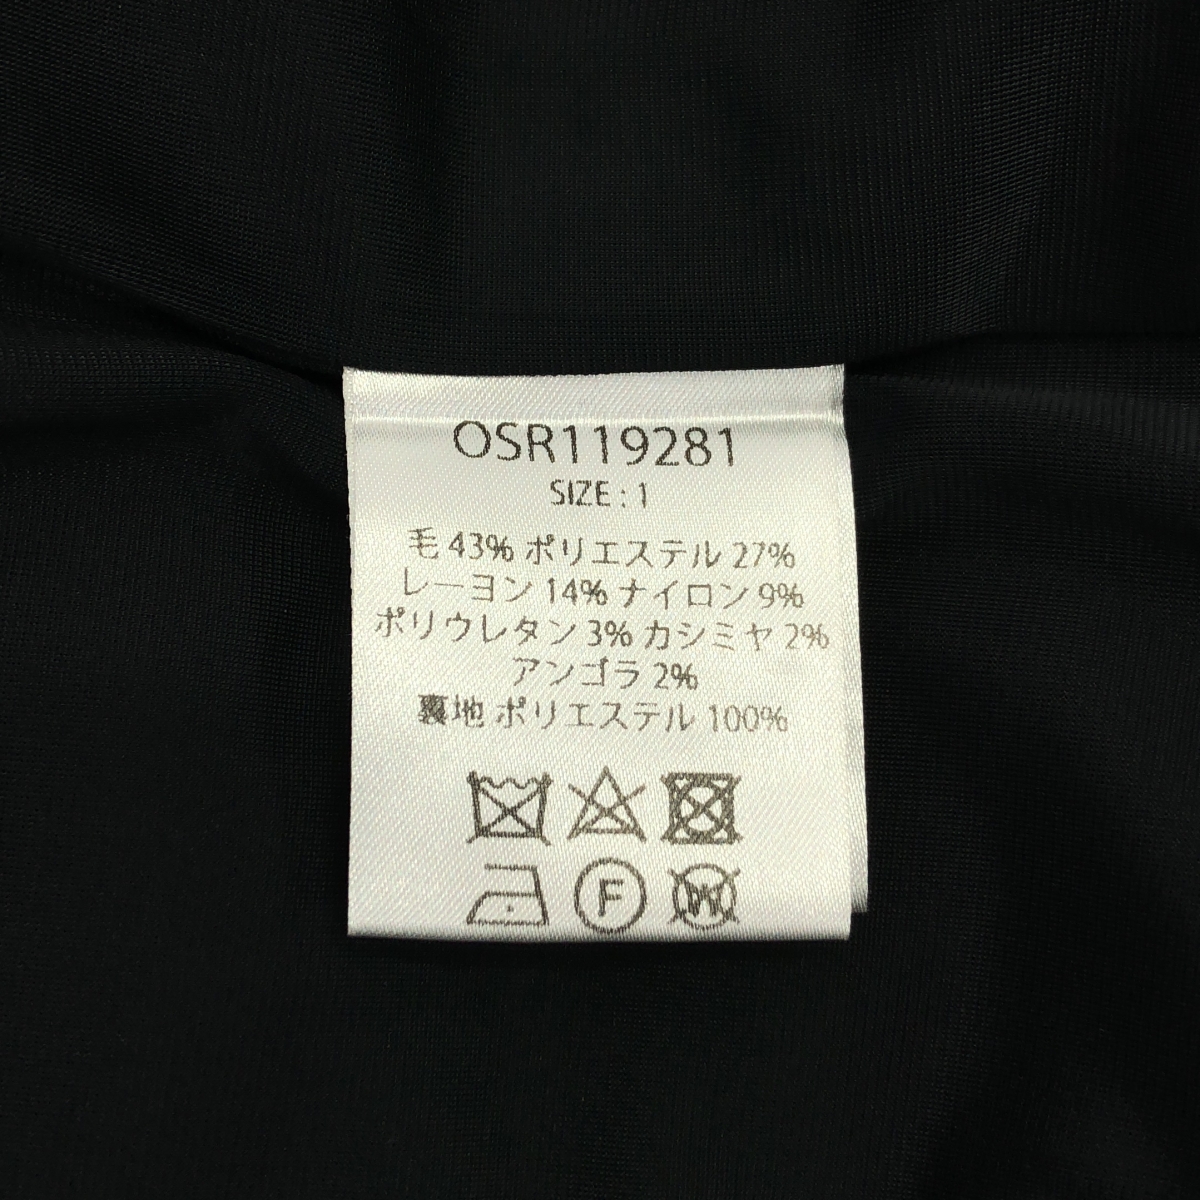 OSR119281
SIZE : 1
毛 43% ポリエステル 27%
レーヨン 14% ナイロン 9%
ポリウレタン 3% カシミヤ 2%
アンゴラ 2%
裏地 ポリエステル 100%
F W